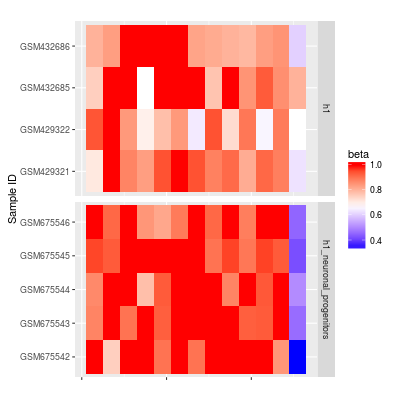 GSM432686
GSM432685
GSM429322
GSM429321
h1
GSM675546
GSM675545
GSM675544
GSM675543
GSM675542
h1_neuronal_progenitors
Sample ID
beta
1.0
0.8
0.6
0.4